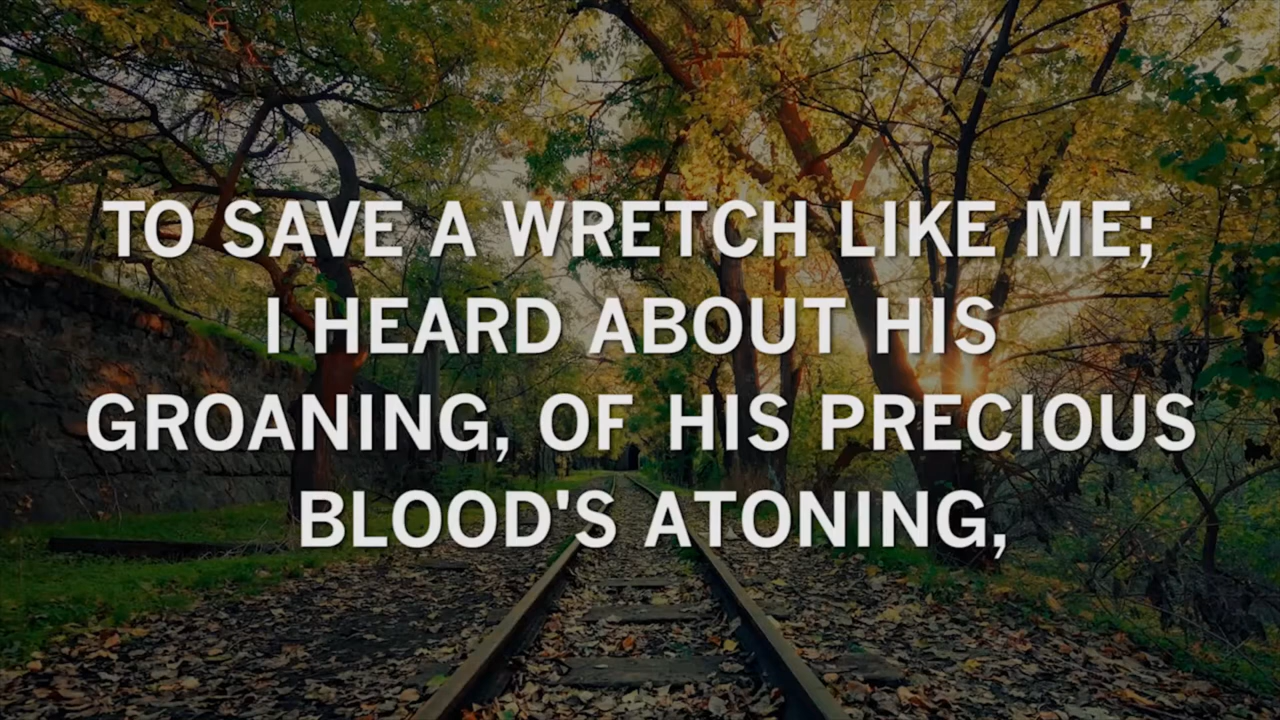 TO SAVE A WRETCH LIKE ME;
I HEARD ABOUT HIS
GROANING, OF HIS PRECIOUS
BLOOD'S ATONING,